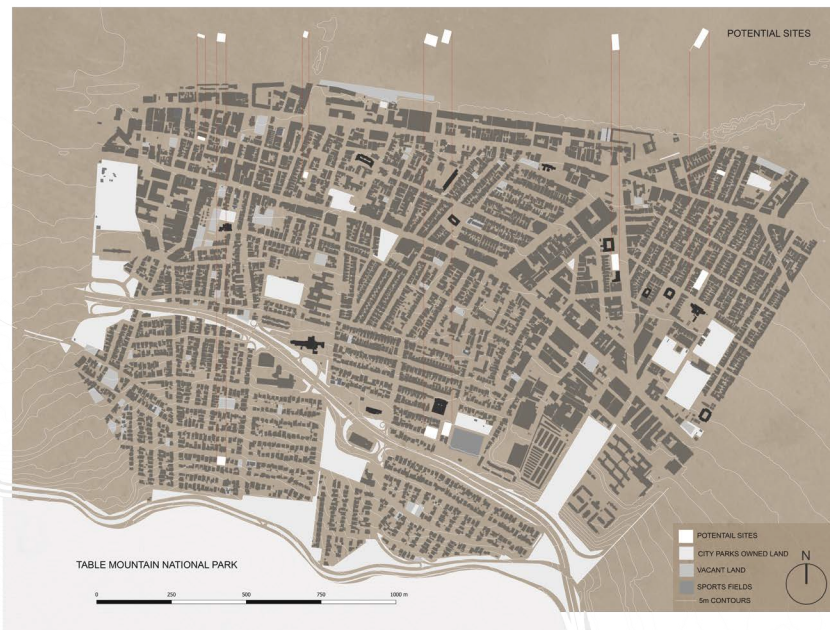 POTENTIAL SITES
TABLE MOUNTAIN NATIONAL PARK
0 250 500 750 1000 m
POTENTAIL SITES
CITY PARKS OWNED LAND
VACANT LAND
SPORTS FIELDS
5m CONTOURS
N